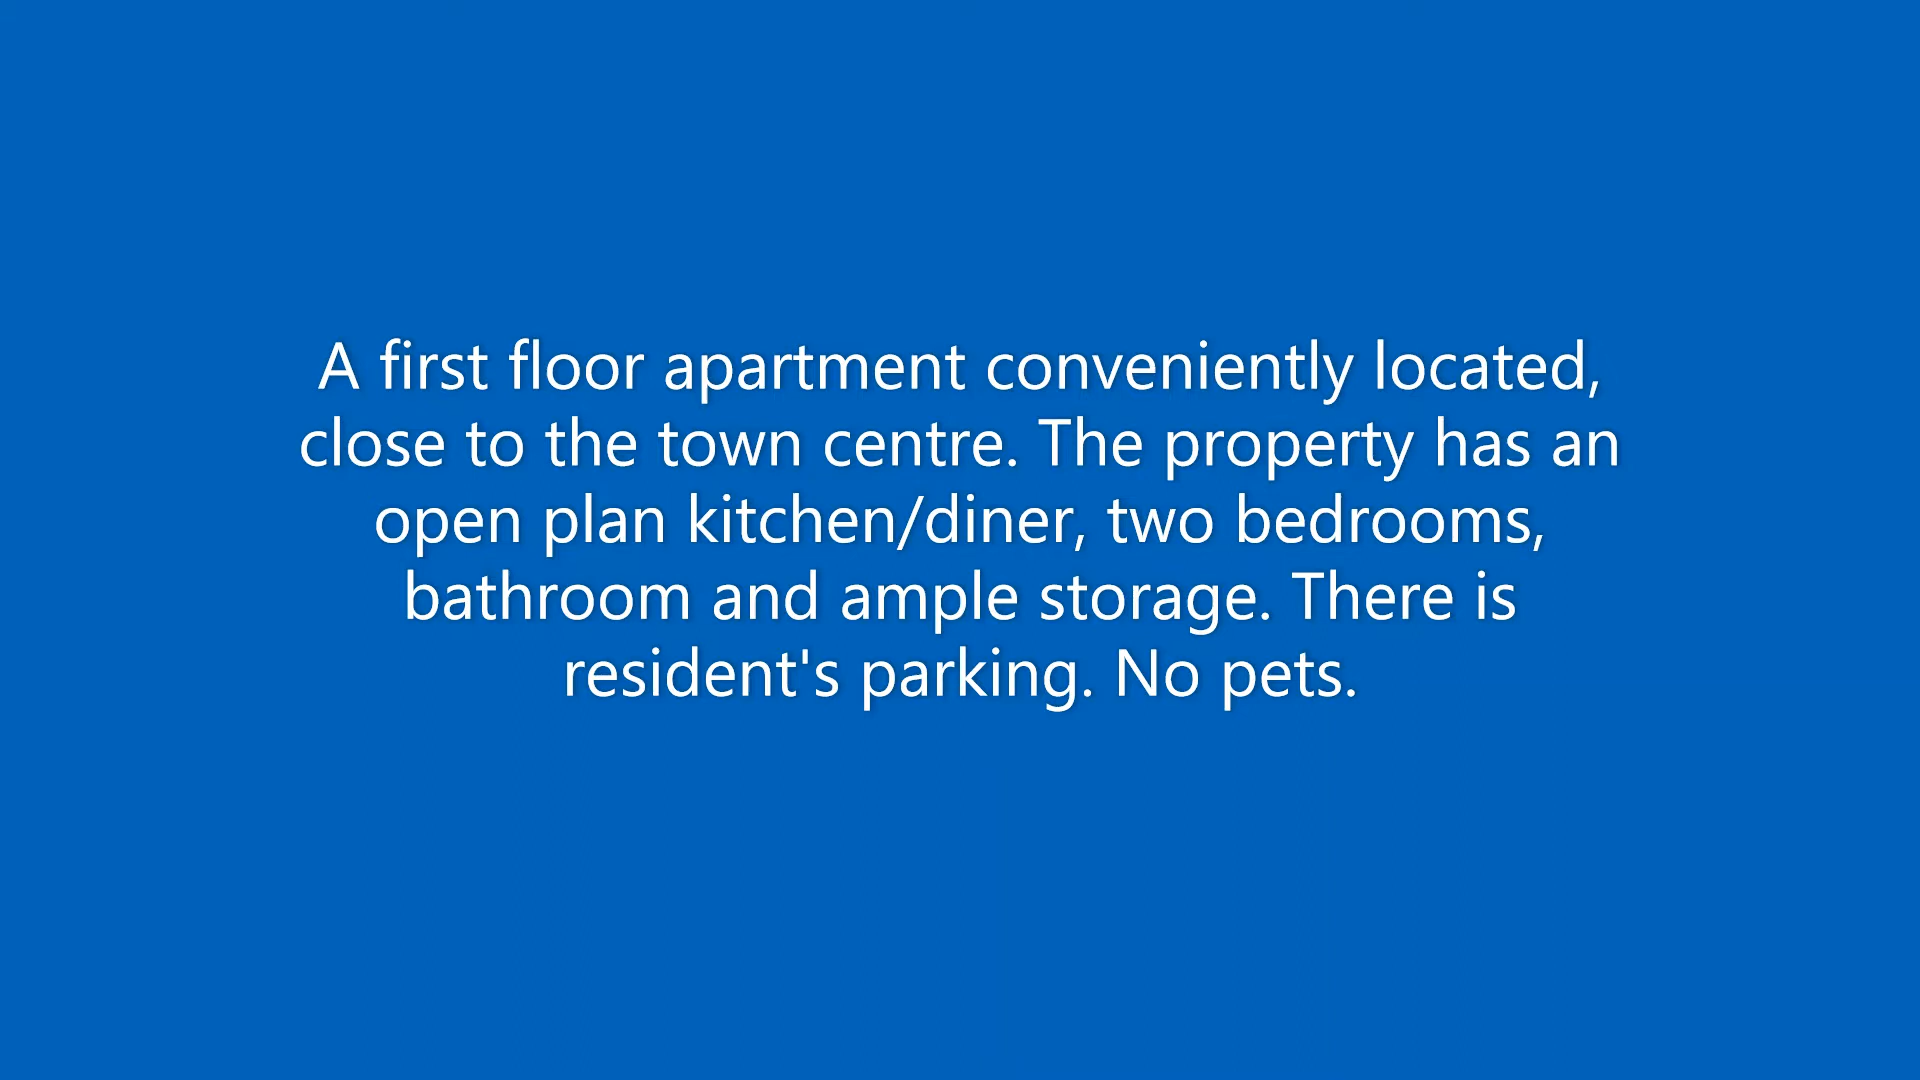 A first floor apartment conveniently located,
close to the town centre. The property has an
open plan kitchen/diner, two bedrooms,
bathroom and ample storage. There is
resident's parking. No pets.